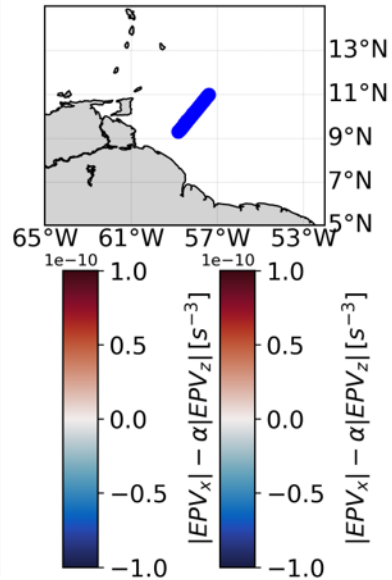 13°N
11°N
9°N
7°N
5°N
65°W 61°W 57°W 53°W
1e−10 1e−10
1.0 1.0
0.5 0.5
0.0 0.0
−0.5 −0.5
−1.0 −1.0
|EPV_x| − α|EPV_z| [s^{−3}]
|EPV_x| − α|EPV_z| [s^{−3}]